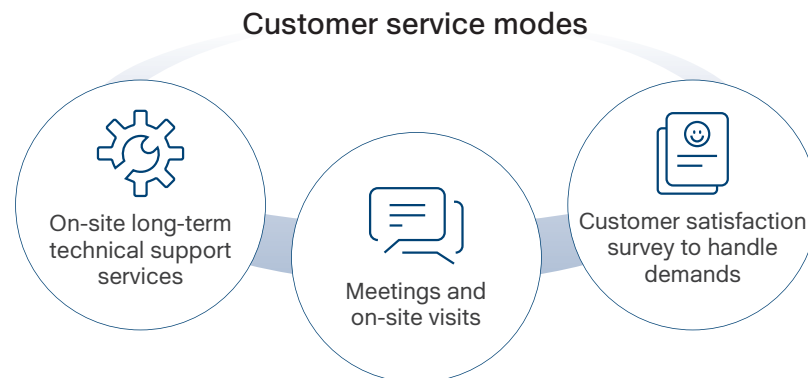 Customer service modes
On-site long-term
technical support
services
Meetings and
on-site visits
Customer satisfaction
survey to handle
demands